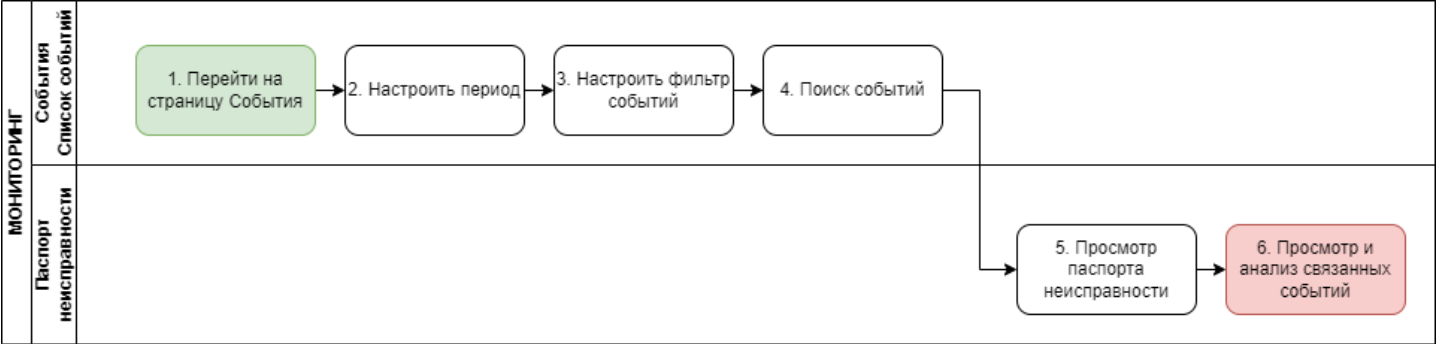 МОНИТОРИНГ
События
Список событий
1. Перейти на
страницу События
2. Настроить период
3. Настроить фильтр
событий
4. Поиск событий
Паспорт
неисправности
5. Просмотр
паспорта
неисправности
6. Просмотр и
анализ связанных
событий